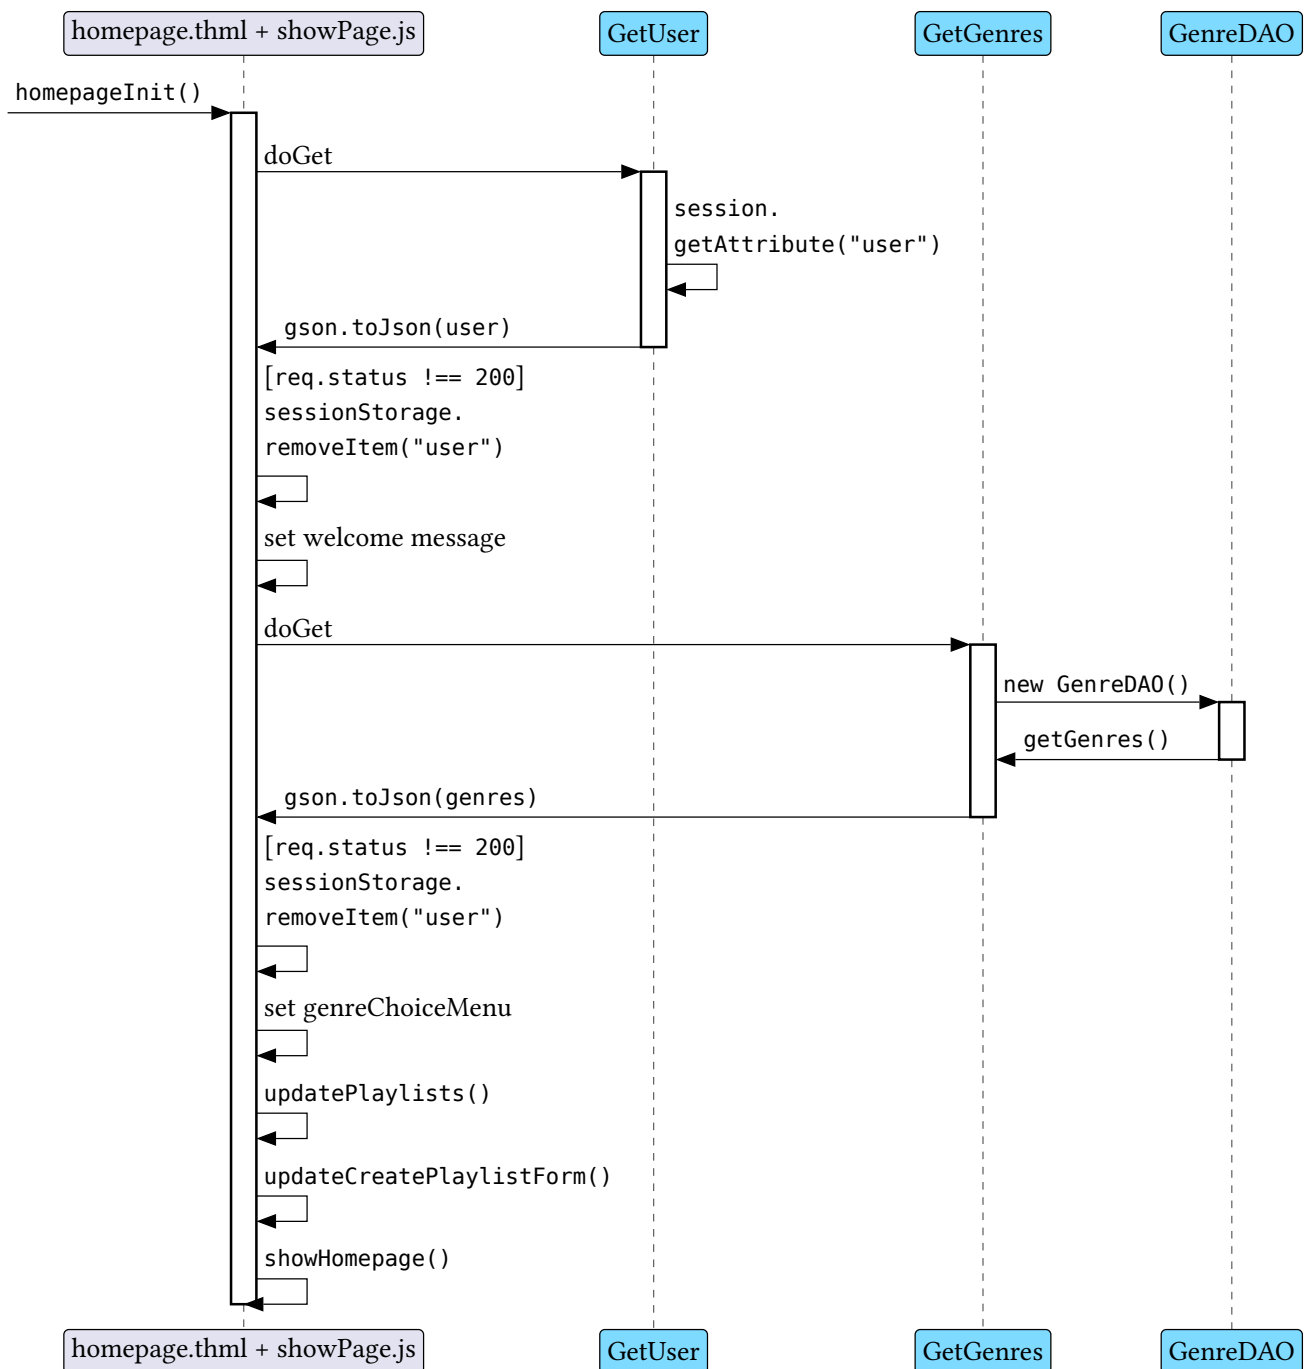 homepage.thml + showPage.js
GetUser
GetGenres
GenreDAO
homepageInit()
doGet
session.
getAttribute("user")
gson.toJson(user)
[req.status !== 200]
sessionStorage.
removeItem("user")
set welcome message
doGet
new GenreDAO()
getGenres()
gson.toJson(genres)
[req.status !== 200]
sessionStorage.
removeItem("user")
set genreChoiceMenu
updatePlaylists()
updateCreatePlaylistForm()
showHomepage()
homepage.thml + showPage.js
GetUser
GetGenres
GenreDAO